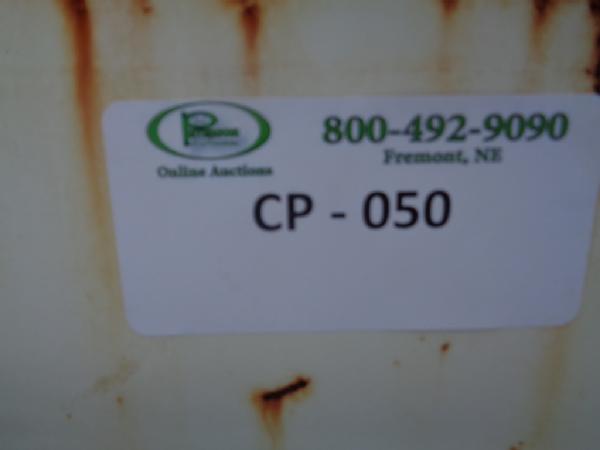 800-492-9090
Fremont, NE
Online Auctions
CP - 050